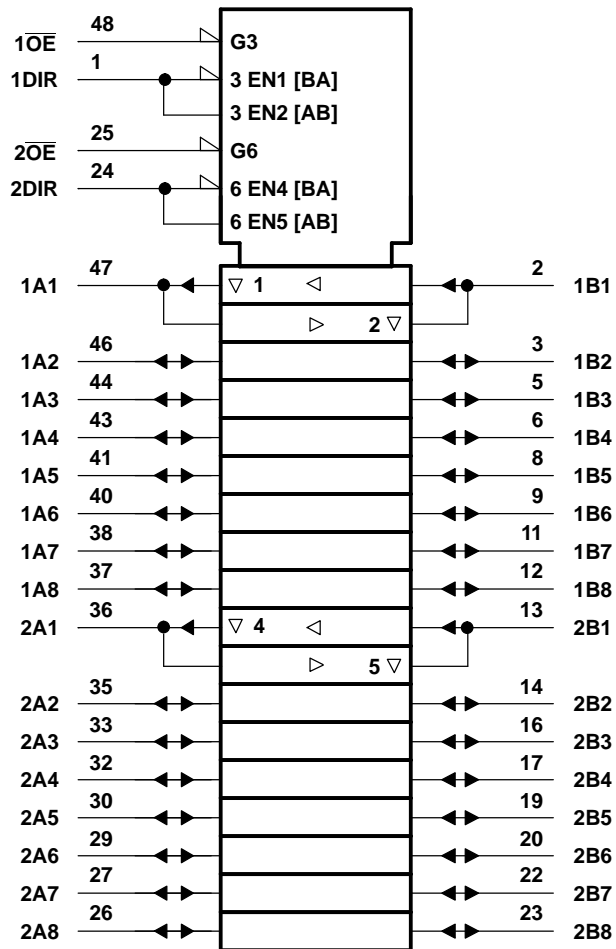 48
1O̅E̅ G3
1
1DIR 3 EN1 [BA]
3 EN2 [AB]
25
2O̅E̅ G6
24
2DIR 6 EN4 [BA]
6 EN5 [AB]
47 2
1A1 ▽ 1 ◁ 1B1
▷ 2 ▽
46 3
1A2 1B2
44 5
1A3 1B3
43 6
1A4 1B4
41 8
1A5 1B5
40 9
1A6 1B6
38 11
1A7 1B7
37 12
1A8 1B8
36 13
2A1 ▽ 4 ◁ 2B1
▷ 5 ▽
35 14
2A2 2B2
33 16
2A3 2B3
32 17
2A4 2B4
30 19
2A5 2B5
29 20
2A6 2B6
27 22
2A7 2B7
26 23
2A8 2B8